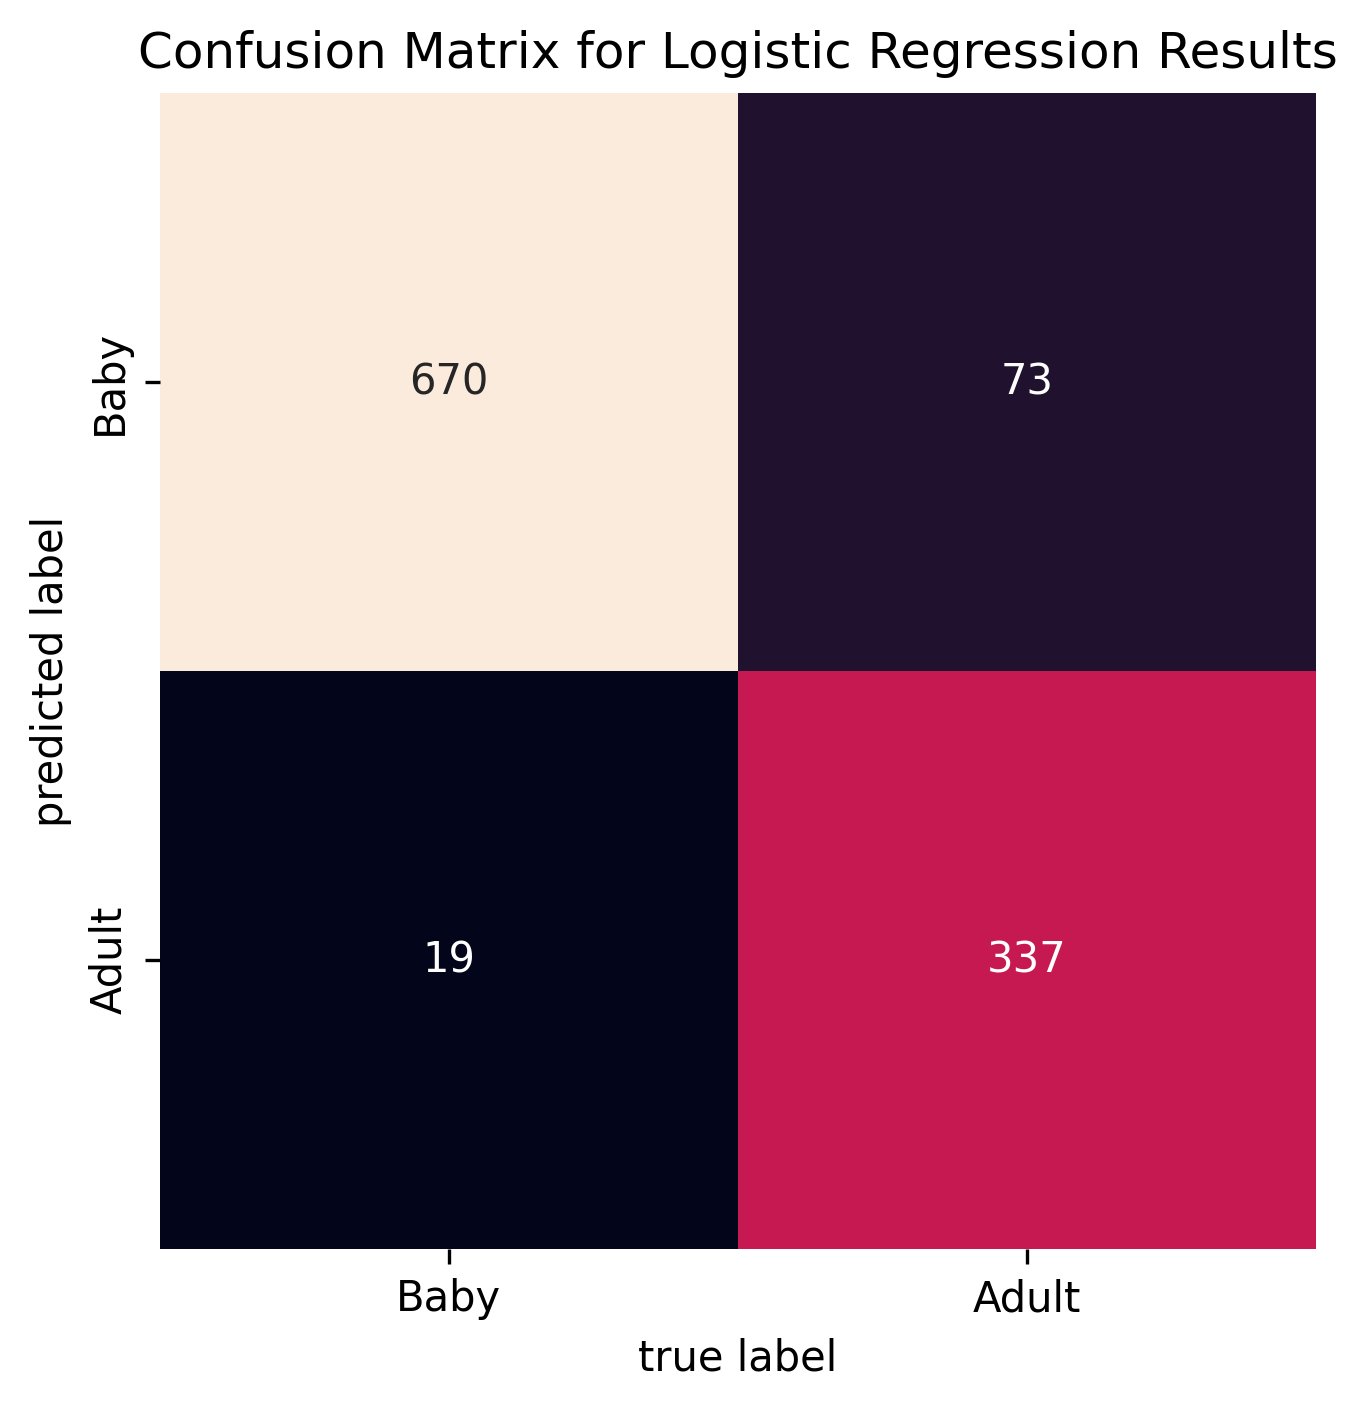 Confusion Matrix for Logistic Regression Results
predicted label
Baby
670
73
Adult
19
337
Baby
Adult
true label